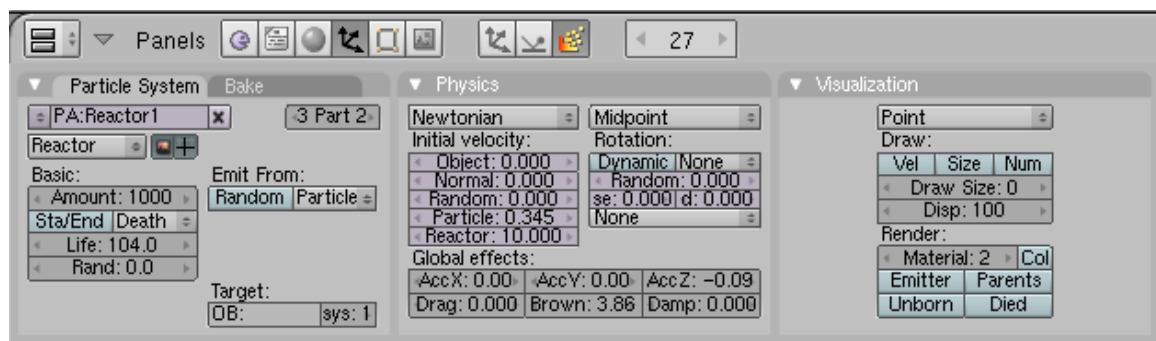 Panels 27
Particle System Bake
PA:Reactor1 3 Part 2
Reactor
Basic: Emit From:
Amount: 1000 Random Particle
Sta/End Death
Life: 104.0
Rand: 0.0
Target:
OB: sys: 1
Physics
Newtonian Midpoint
Initial velocity: Rotation:
Object: 0.000 Dynamic None
Normal: 0.000 Random: 0.000
Random: 0.000 se: 0.000 d: 0.000
Particle: 0.345 None
Reactor: 10.000
Global effects:
AccX: 0.00 AccY: 0.00 AccZ: -0.09
Drag: 0.000 Brown: 3.86 Damp: 0.000
Visualization
Point
Draw:
Vel Size Num
Draw Size: 0
Disp: 100
Render:
Material: 2 Col
Emitter Parents
Unborn Died